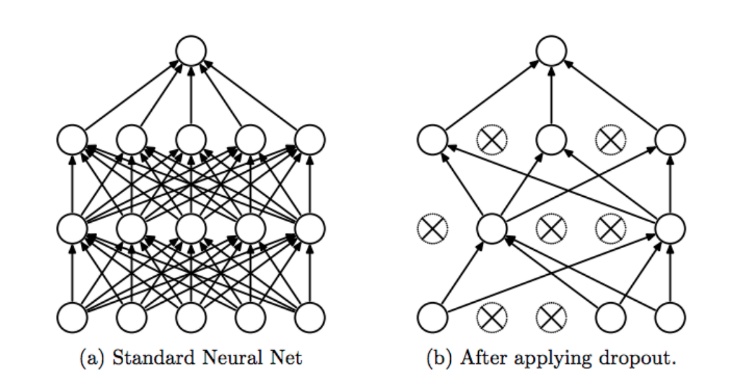 (a) Standard Neural Net
(b) After applying dropout.